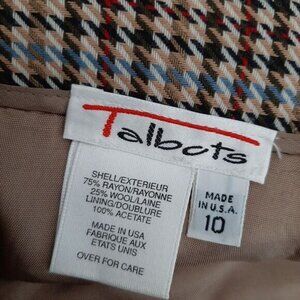 Talbots
SHELL/EXTERIEUR
75% RAYON/RAYONNE
25% WOOL/LAINE
LINING/DOUBLURE
100% ACETATE
MADE IN USA
FABRIQUE AUX
ETATS UNIS
OVER FOR CARE
MADE
IN U.S.A.
10